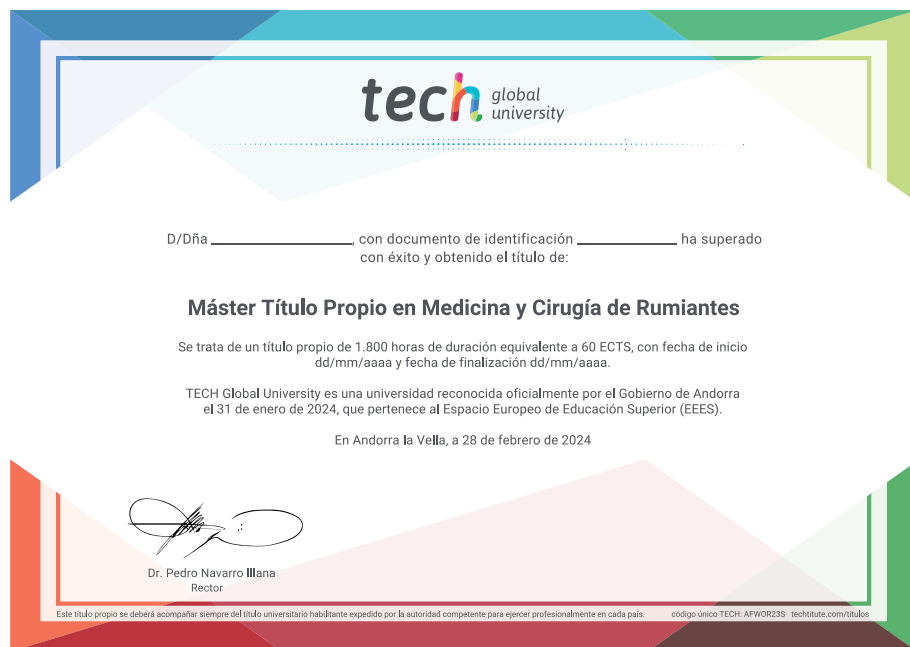 tech global
university
D/Dña ____________________, con documento de identificación ______________ ha superado
con éxito y obtenido el título de:
Máster Título Propio en Medicina y Cirugía de Rumiantes
Se trata de un título propio de 1.800 horas de duración equivalente a 60 ECTS, con fecha de inicio
dd/mm/aaaa y fecha de finalización dd/mm/aaaa.
TECH Global University es una universidad reconocida oficialmente por el Gobierno de Andorra
el 31 de enero de 2024, que pertenece al Espacio Europeo de Educación Superior (EEES).
En Andorra la Vella, a 28 de febrero de 2024
Dr. Pedro Navarro Illana
Rector
Este título propio se deberá acompañar siempre del título universitario habilitante expedido por la autoridad competente para ejercer profesionalmente en cada país. código único TECH: AFWOR23S techtitute.com/titulos